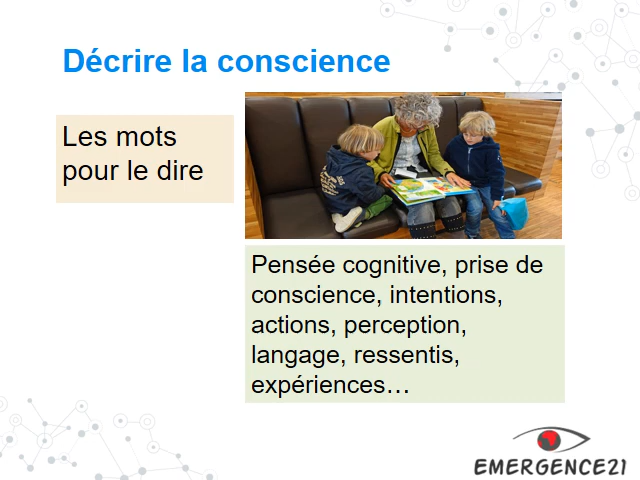 Décrire la conscience
Les mots
pour le dire
Pensée cognitive, prise de
conscience, intentions,
actions, perception,
langage, ressentis,
expériences…
EMERGENCE21